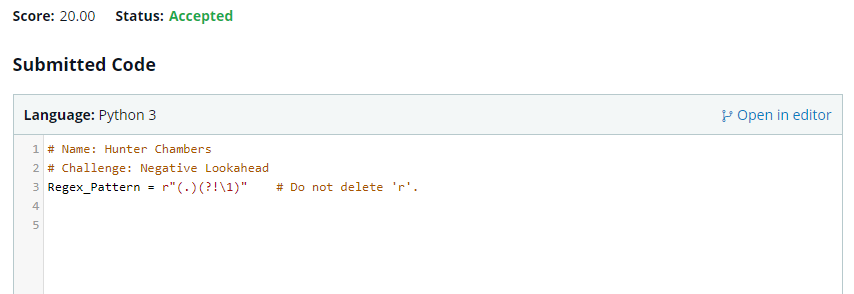 Score: 20.00 Status: Accepted
Submitted Code
Language: Python 3 Open in editor
1 # Name: Hunter Chambers
2 # Challenge: Negative Lookahead
3 Regex_Pattern = r"(.)(?!\1)" # Do not delete 'r'.
4
5